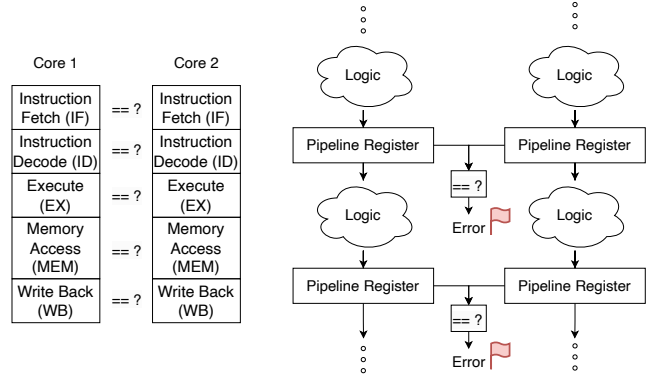 Core 1
Core 2
Instruction
Fetch (IF)
== ?
Instruction
Fetch (IF)
Instruction
Decode (ID)
== ?
Instruction
Decode (ID)
Execute
(EX)
== ?
Execute
(EX)
Memory
Access
(MEM)
== ?
Memory
Access
(MEM)
Write Back
(WB)
== ?
Write Back
(WB)
Logic
Logic
Pipeline Register
Pipeline Register
== ?
Error
Logic
Logic
Pipeline Register
Pipeline Register
== ?
Error